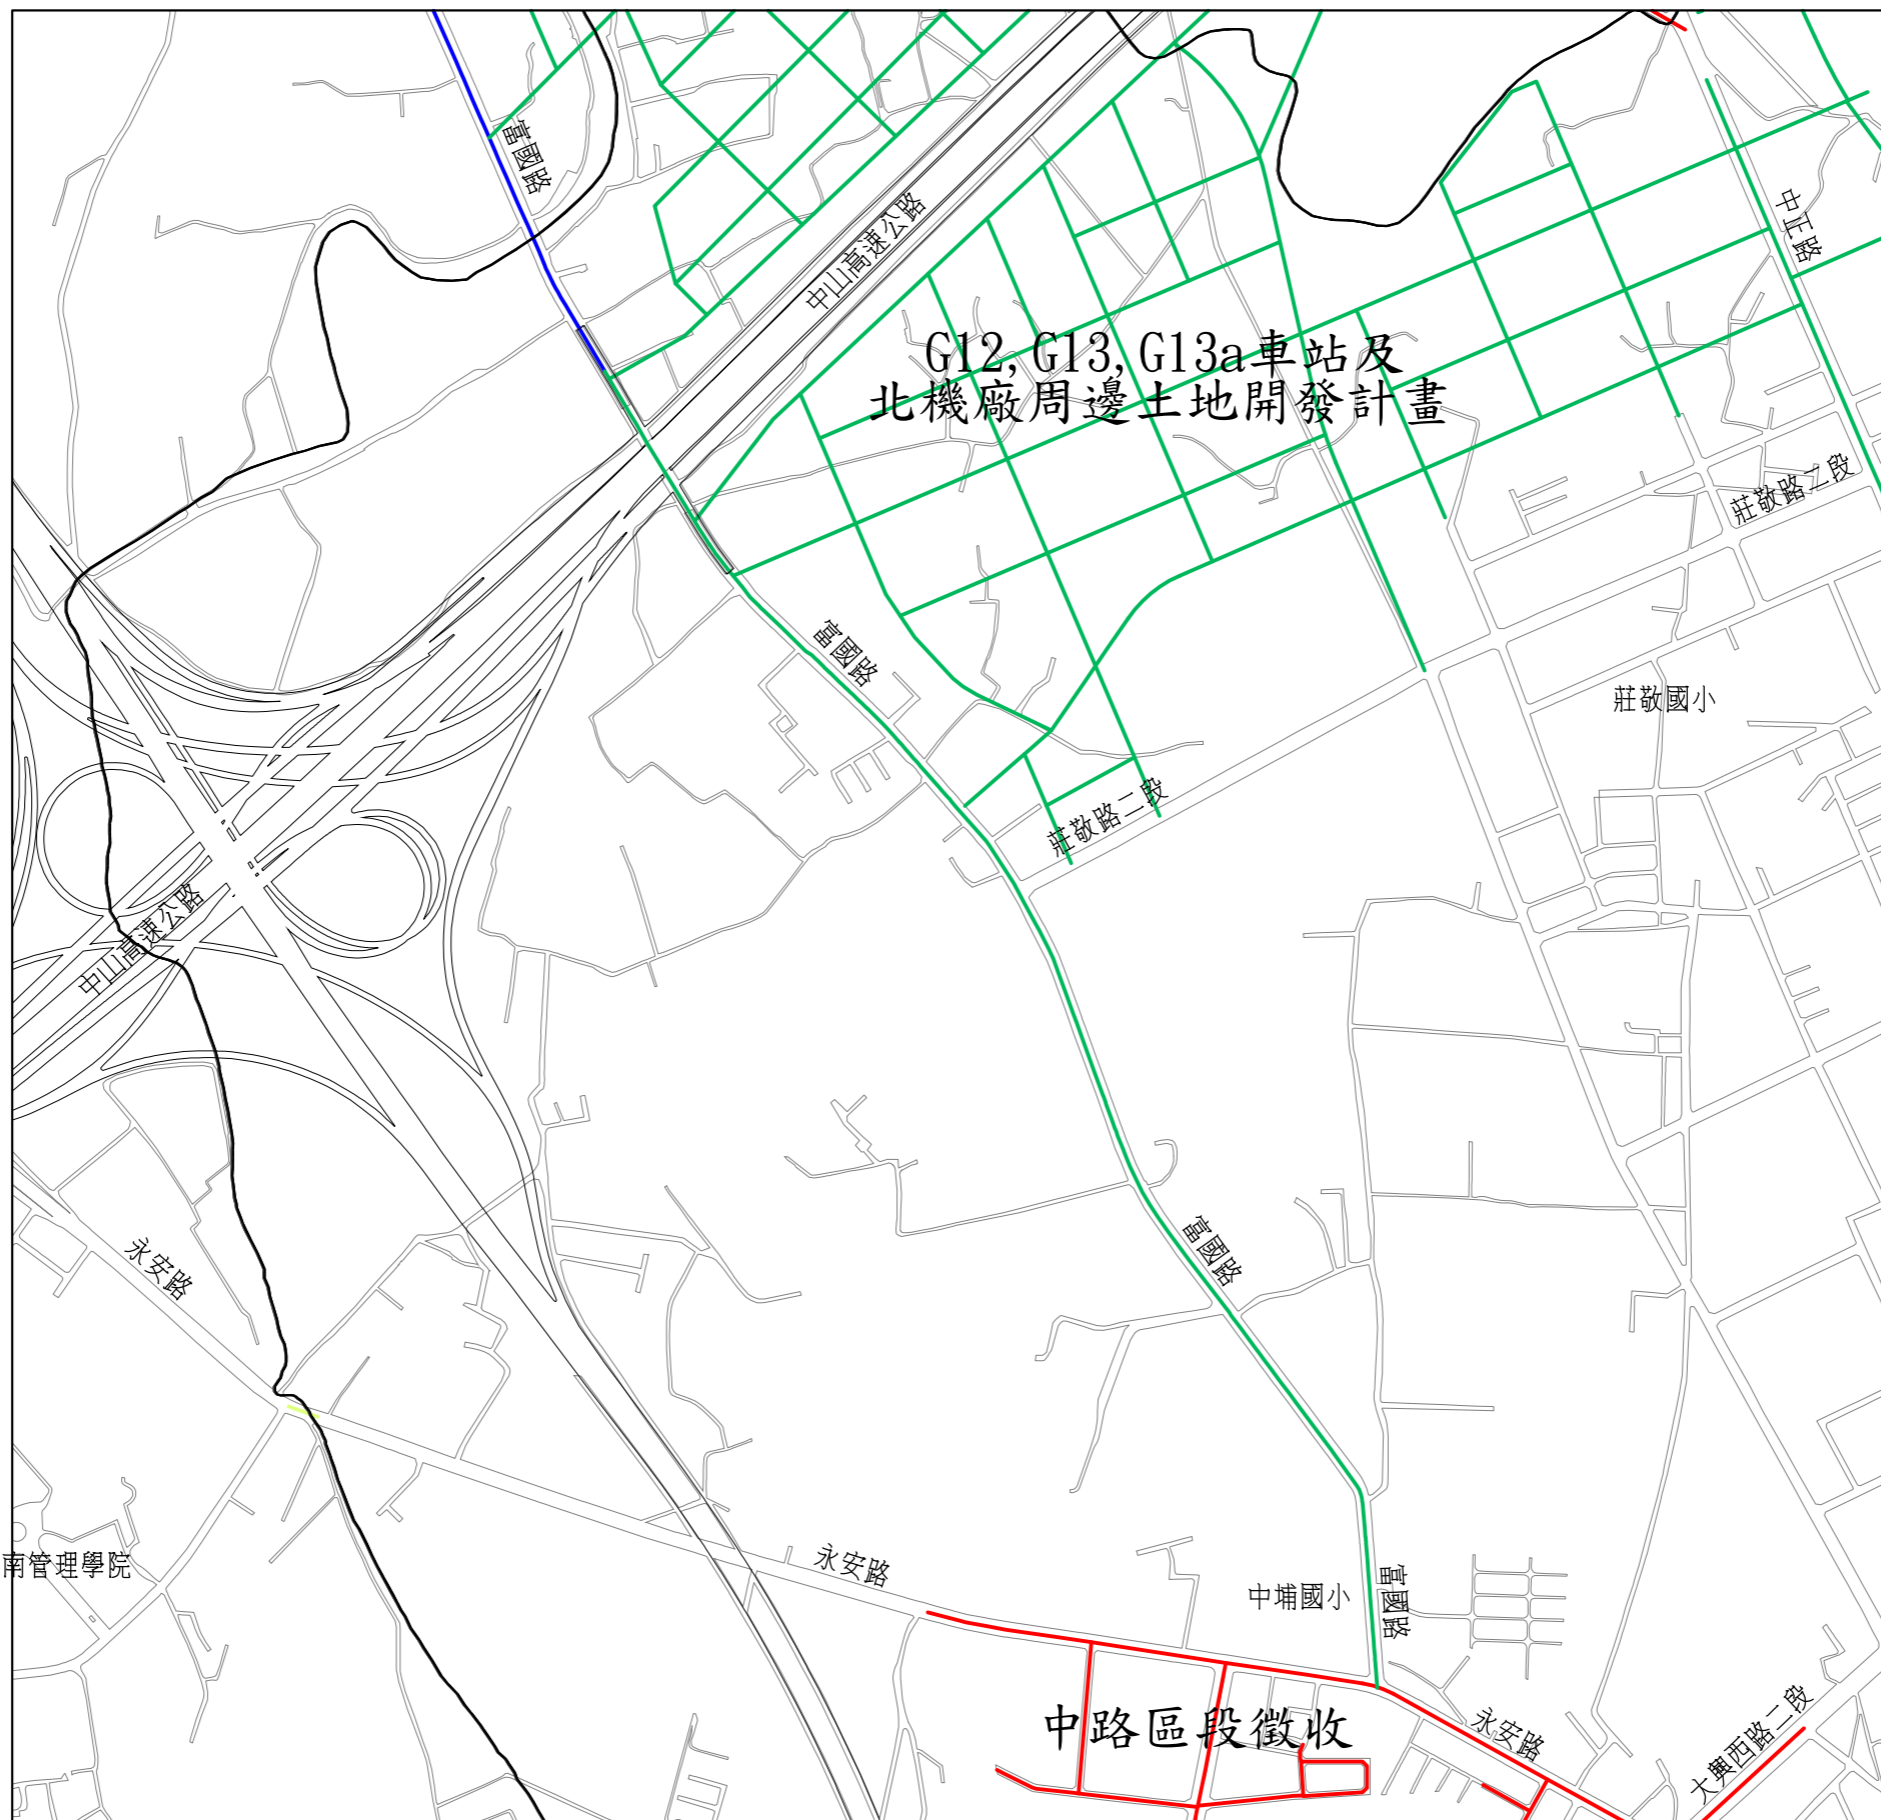 富國路
中正路
中山高速公路
G12, G13, G13a車站及
北機廠周邊土地開發計畫
莊敬路二段
富國路
莊敬國小
莊敬路二段
中山高速公路
富國路
永安路
南管理學院
永安路
中埔國小
富國路
中路區段徵收
永安路
大興西路二段